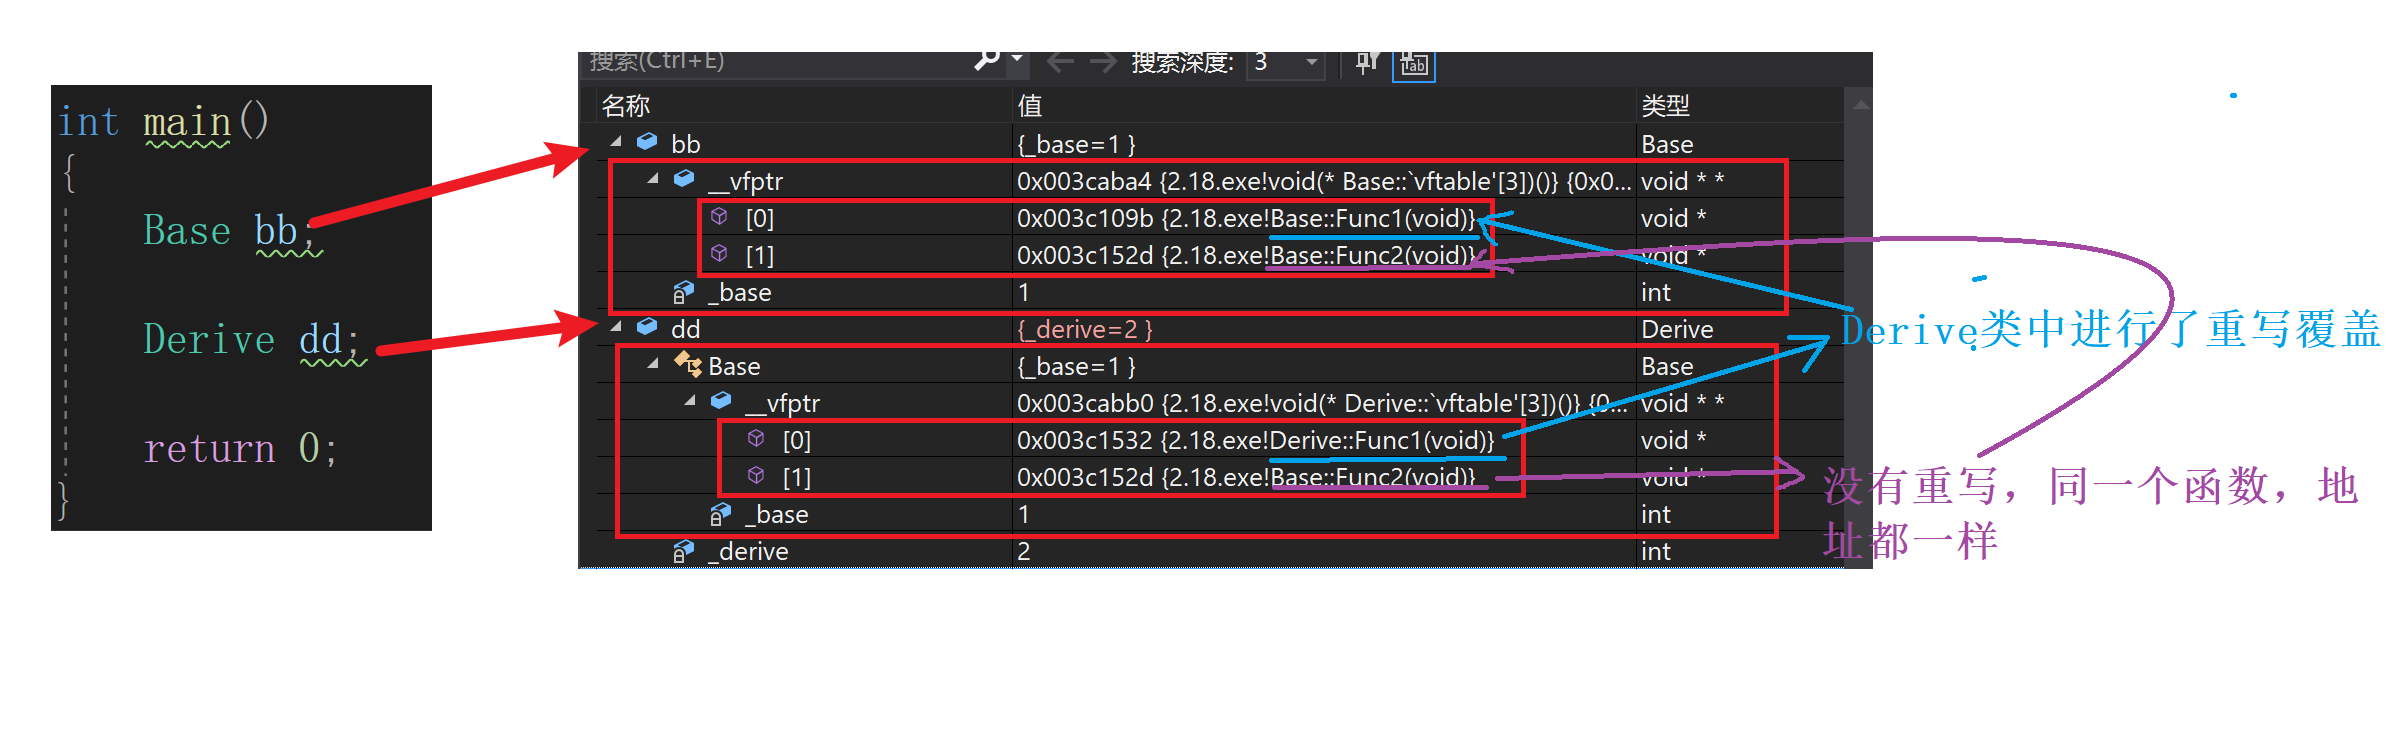 int main()
{
Base bb;
Derive dd;
return 0;
}
搜索(Ctrl+E) 搜索深度: 3
名称 值 类型
bb {_base=1 } Base
__vfptr 0x003caba4 {2.18.exe!void(* Base::`vftable'[3])()} {0x0... void * *
[0] 0x003c109b {2.18.exe!Base::Func1(void)} void *
[1] 0x003c152d {2.18.exe!Base::Func2(void)} void *
_base 1 int
dd {_derive=2 } Derive
Base {_base=1 } Base
__vfptr 0x003cabb0 {2.18.exe!void(* Derive::`vftable'[3])()} {0... void * *
[0] 0x003c1532 {2.18.exe!Derive::Func1(void)} void *
[1] 0x003c152d {2.18.exe!Base::Func2(void)} void *
_base 1 int
_derive 2 int
Derive类中进行了重写覆盖
没有重写，同一个函数，地
址都一样